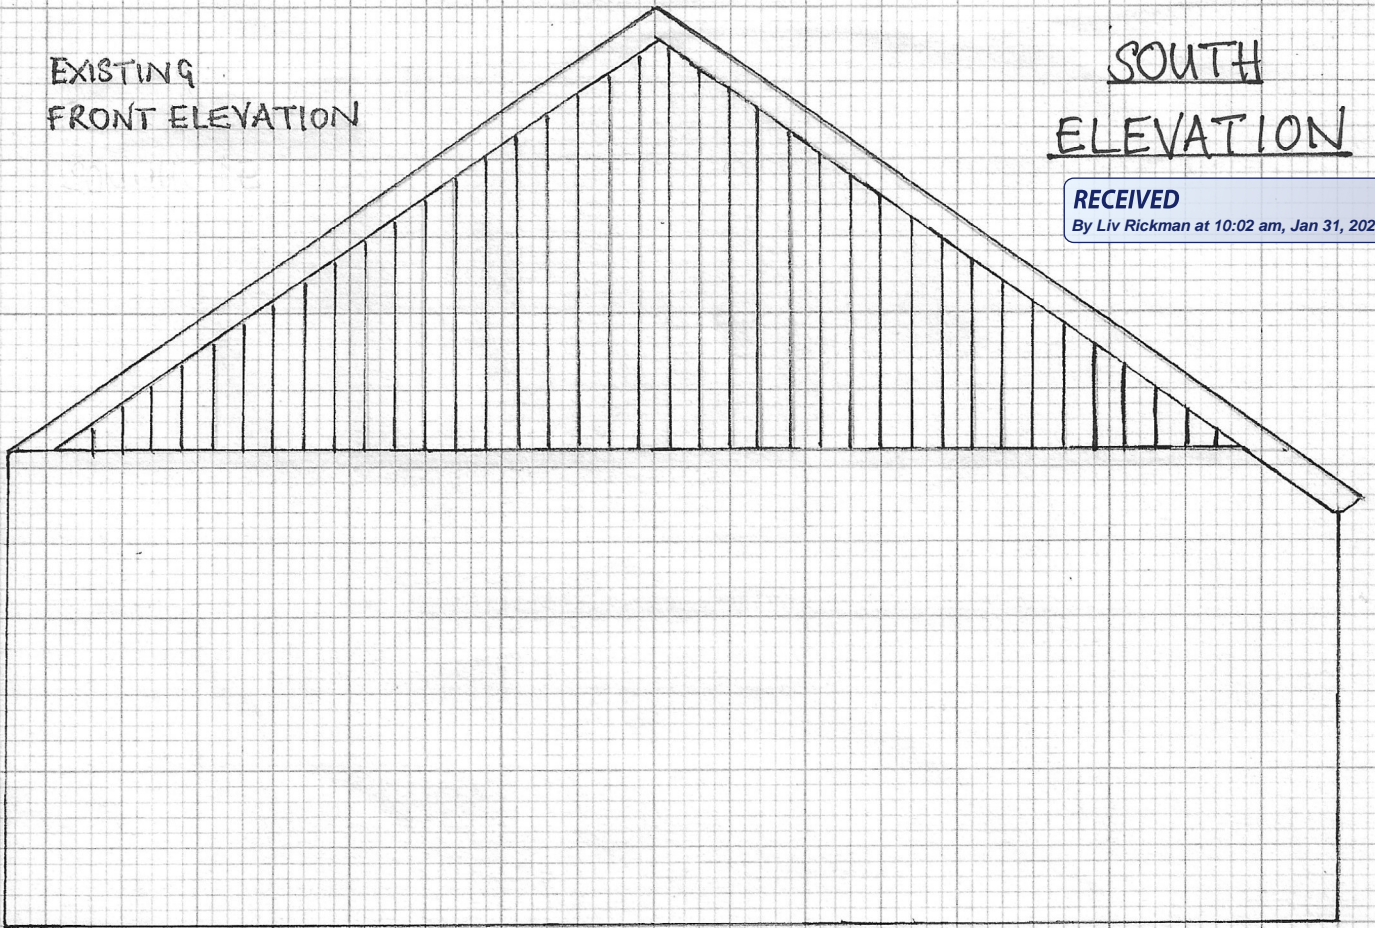 EXISTING
FRONT ELEVATION
SOUTH
ELEVATION
RECEIVED
By Liv Rickman at 10:02 am, Jan 31, 202